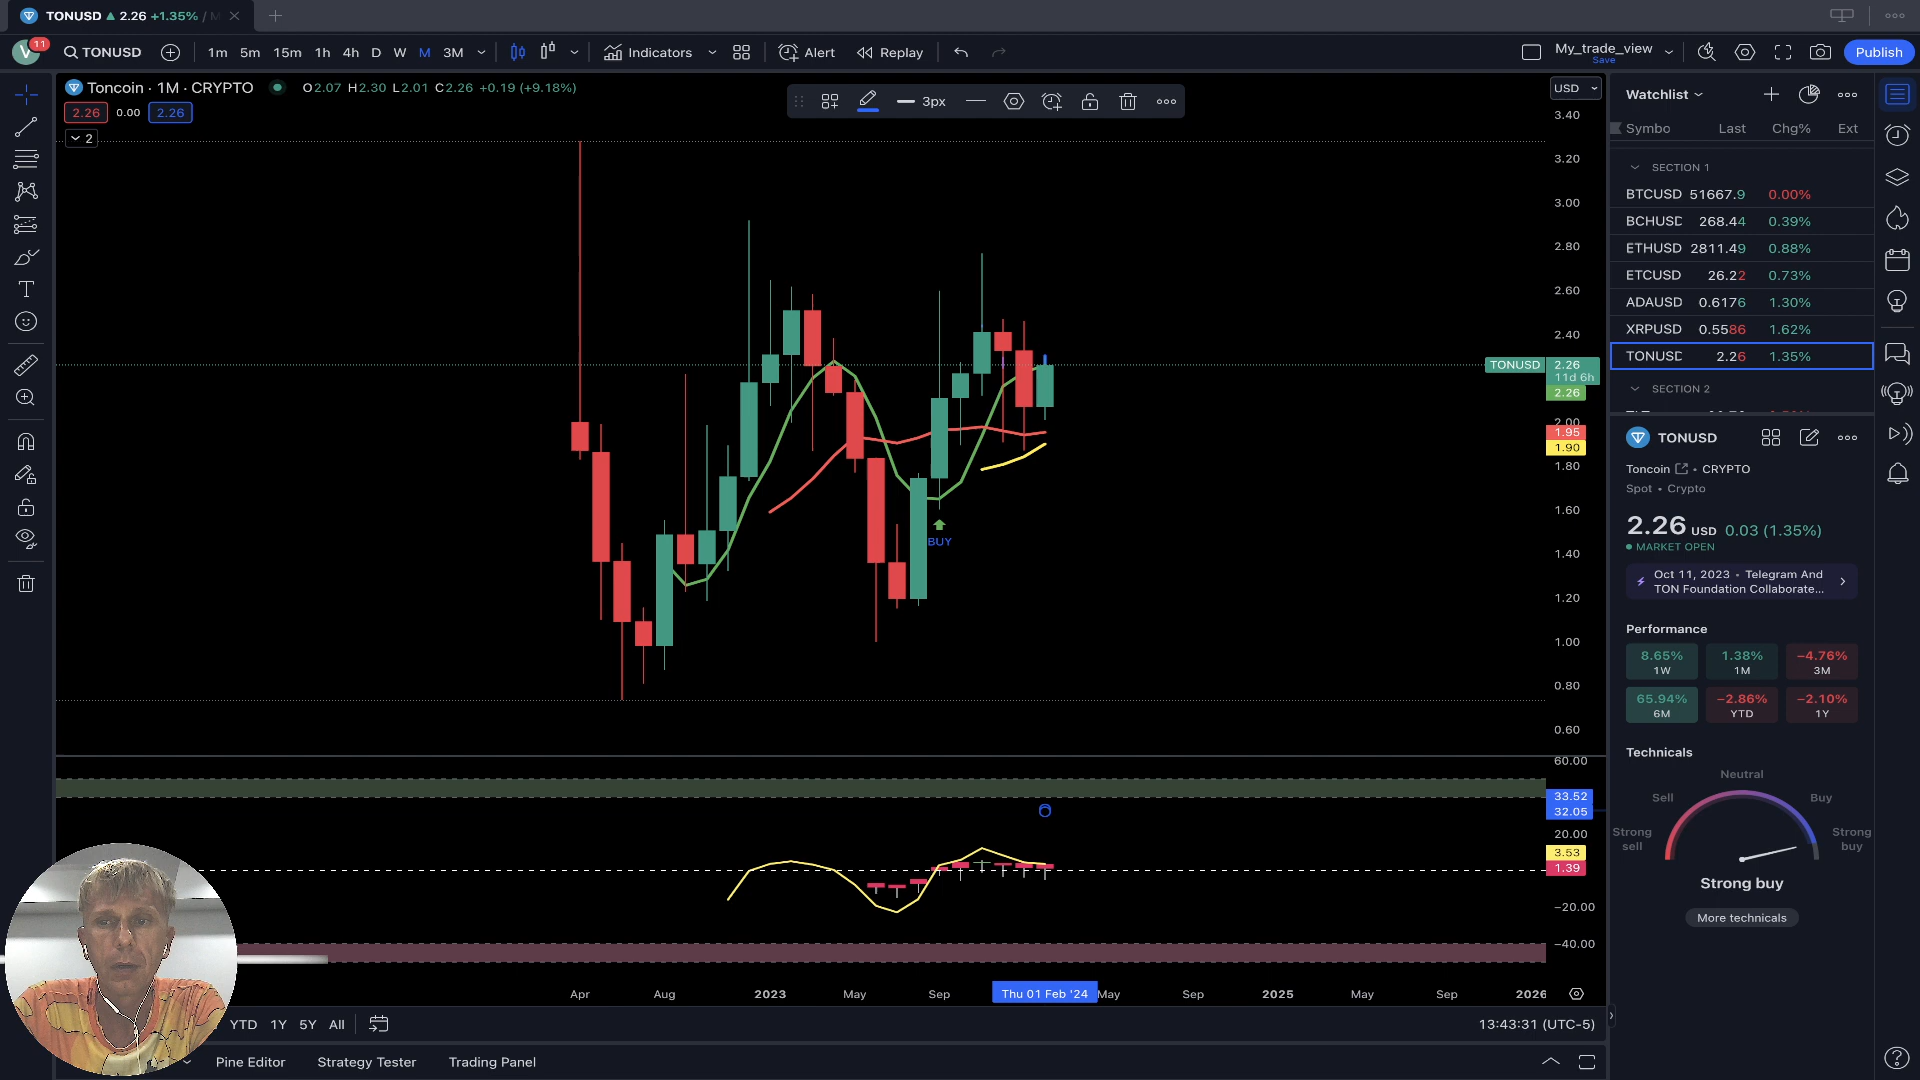 TONUSD ▲ 2.26 +1.35% / M
V 11 TONUSD 1m 5m 15m 1h 4h D W M 3M Indicators Alert Replay My_trade_view Save Publish
Toncoin · 1M · CRYPTO O2.07 H2.30 L2.01 C2.26 +0.19 (+9.18%)
2.26 0.00 2.26
2
3px
USD
3.40
3.20
3.00
2.80
2.60
2.40
TONUSD 2.26
11d 6h
2.26
2.00
1.95
1.90
1.80
1.60
1.40
1.20
1.00
0.80
0.60
BUY
60.00
33.52
32.05
20.00
3.53
1.39
−20.00
−40.00
Apr Aug 2023 May Sep Thu 01 Feb '24 May Sep 2025 May Sep 2026
YTD 1Y 5Y All
13:43:31 (UTC-5)
Pine Editor Strategy Tester Trading Panel
Watchlist
Symbo Last Chg% Ext
SECTION 1
BTCUSD 51667.9 0.00%
BCHUSD 268.44 0.39%
ETHUSD 2811.49 0.88%
ETCUSD 26.22 0.73%
ADAUSD 0.6176 1.30%
XRPUSD 0.5586 1.62%
TONUSD 2.26 1.35%
SECTION 2
TONUSD
Toncoin • CRYPTO
Spot • Crypto
2.26 USD 0.03 (1.35%)
MARKET OPEN
Oct 11, 2023 • Telegram And
TON Foundation Collaborate...
Performance
8.65% 1.38% −4.76%
1W 1M 3M
65.94% −2.86% −2.10%
6M YTD 1Y
Technicals
Neutral
Sell Buy
Strong sell Strong buy
Strong buy
More technicals